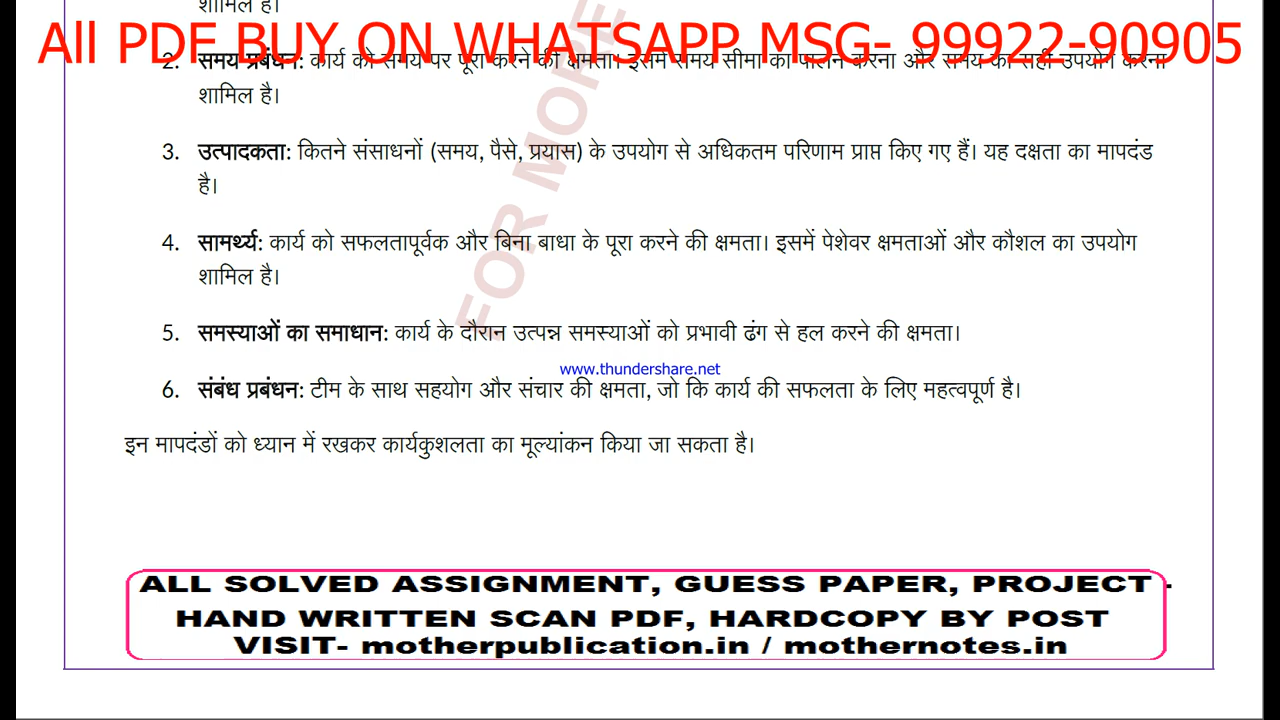 शामिल है।
All PDF BUY ON WHATSAPP MSG- 99922-90905
2. समय प्रबंधन: कार्य को समय पर पूरा करने की क्षमता। इसमें समय सीमा का पालन करना और समय का सही उपयोग करना
शामिल है।
3. उत्पादकता: कितने संसाधनों (समय, पैसे, प्रयास) के उपयोग से अधिकतम परिणाम प्राप्त किए गए हैं। यह दक्षता का मापदंड
है।
4. सामर्थ्य: कार्य को सफलतापूर्वक और बिना बाधा के पूरा करने की क्षमता। इसमें पेशेवर क्षमताओं और कौशल का उपयोग
शामिल है।
FOR MORE
5. समस्याओं का समाधान: कार्य के दौरान उत्पन्न समस्याओं को प्रभावी ढंग से हल करने की क्षमता।
www.thundershare.net
6. संबंध प्रबंधन: टीम के साथ सहयोग और संचार की क्षमता, जो कि कार्य की सफलता के लिए महत्वपूर्ण है।
इन मापदंडों को ध्यान में रखकर कार्यकुशलता का मूल्यांकन किया जा सकता है।
ALL SOLVED ASSIGNMENT, GUESS PAPER, PROJECT -
HAND WRITTEN SCAN PDF, HARDCOPY BY POST
VISIT- motherpublication.in / mothernotes.in